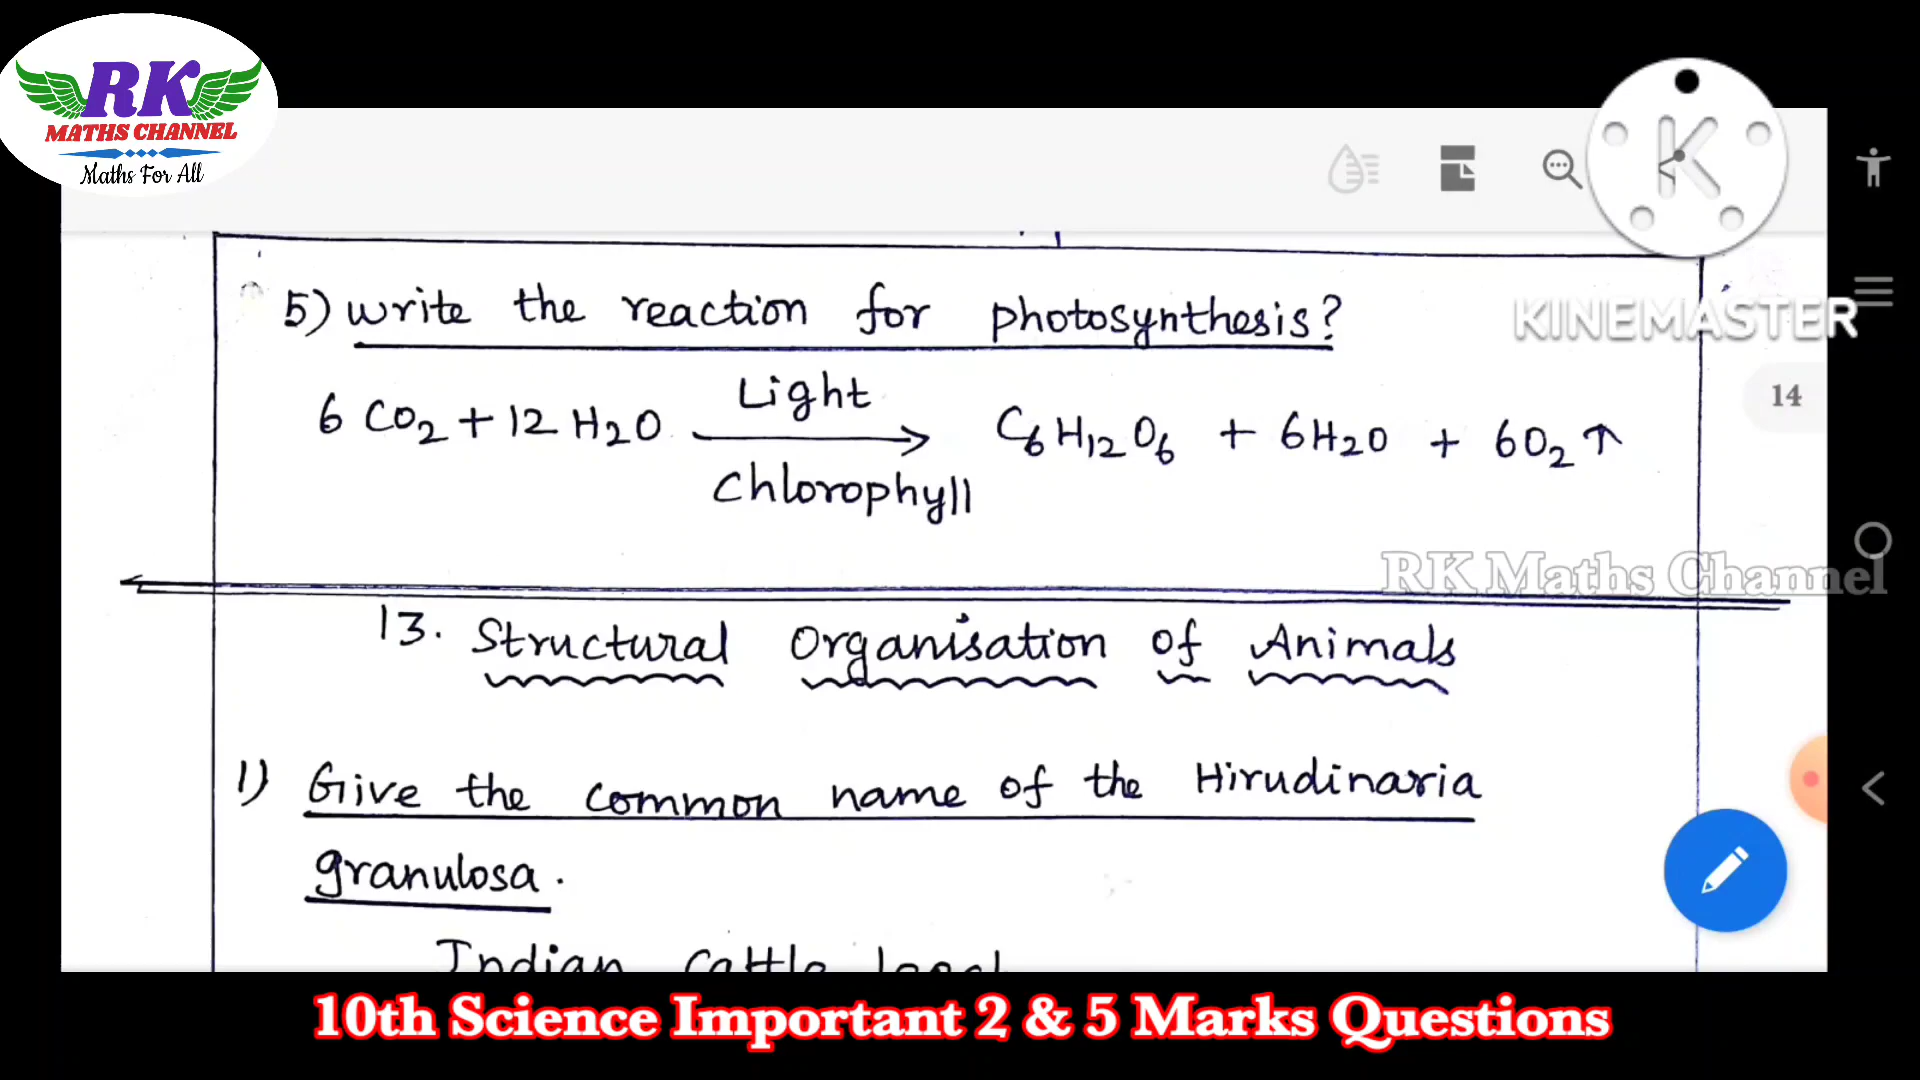 RK
MATHS CHANNEL
Maths For All
K
KINEMASTER
14
5) Write the reaction for photosynthesis?
Light
6 CO₂ + 12 H₂O → C₆H₁₂O₆ + 6H₂O + 6O₂ ↑
Chlorophyll
RK Maths Channel
13. Structural Organisation of Animals
1) Give the common name of the Hirudinaria
granulosa.
Indian Cattle
10th Science Important 2 & 5 Marks Questions